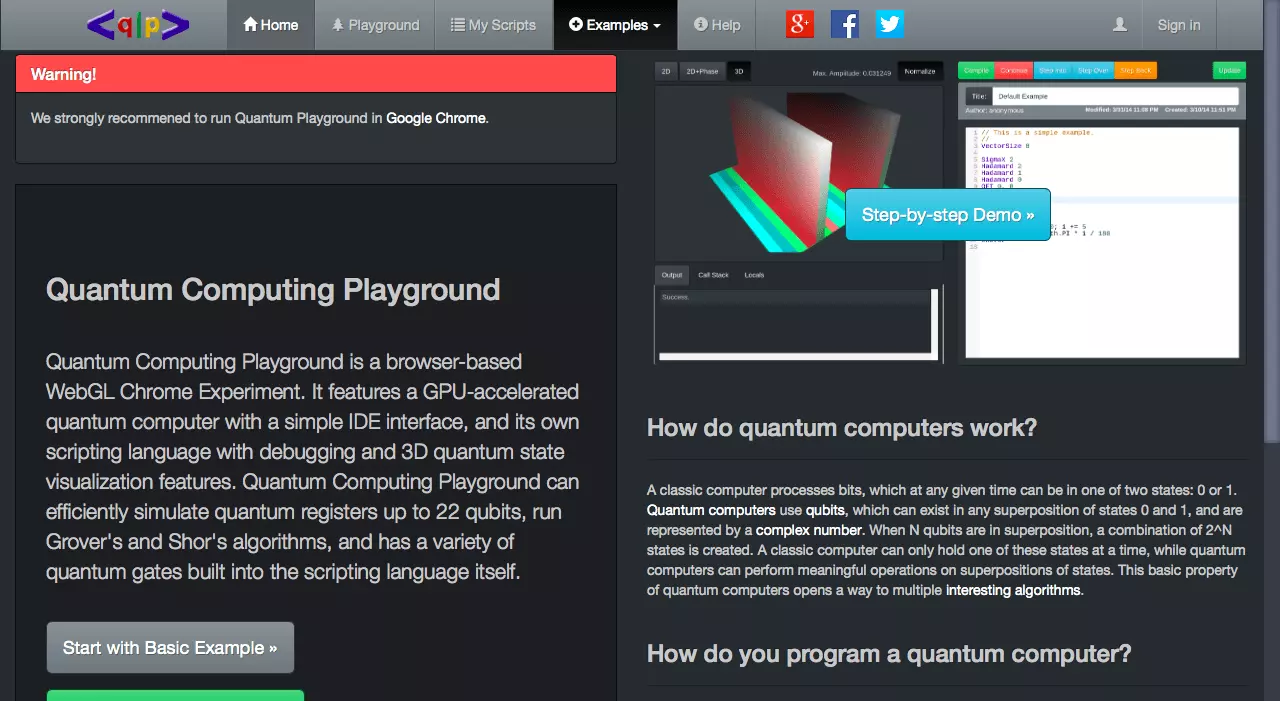 <q|p>
Home
Playground
My Scripts
Examples
Help
g+
f
Sign in
Warning!
We strongly recommened to run Quantum Playground in Google Chrome.
Quantum Computing Playground
Quantum Computing Playground is a browser-based
WebGL Chrome Experiment. It features a GPU-accelerated
quantum computer with a simple IDE interface, and its own
scripting language with debugging and 3D quantum state
visualization features. Quantum Computing Playground can
efficiently simulate quantum registers up to 22 qubits, run
Grover's and Shor's algorithms, and has a variety of
quantum gates built into the scripting language itself.
Start with Basic Example »
2D
2D+Phase
3D
Max. Amplitude: 0.031249
Normalize
Compile
Continue
Step Into
Step Over
Step Back
Update
Title:
Default Example
Author: anonymous
Modified: 3/31/14 11:09 PM
Created: 3/10/14 11:51 PM
1 // This is a simple example.
2 //
3 VectorSize 8
4
5 SigmaX 2
6 Hadamard 2
7 Hadamard 1
8 Hadamard 0
9 QFT 0, 8
; i += 5
th.PI * i / 180
13
Step-by-step Demo »
Output
Call Stack
Locals
Success.
How do quantum computers work?
A classic computer processes bits, which at any given time can be in one of two states: 0 or 1.
Quantum computers use qubits, which can exist in any superposition of states 0 and 1, and are
represented by a complex number. When N qubits are in superposition, a combination of 2^N
states is created. A classic computer can only hold one of these states at a time, while quantum
computers can perform meaningful operations on superpositions of states. This basic property
of quantum computers opens a way to multiple interesting algorithms.
How do you program a quantum computer?